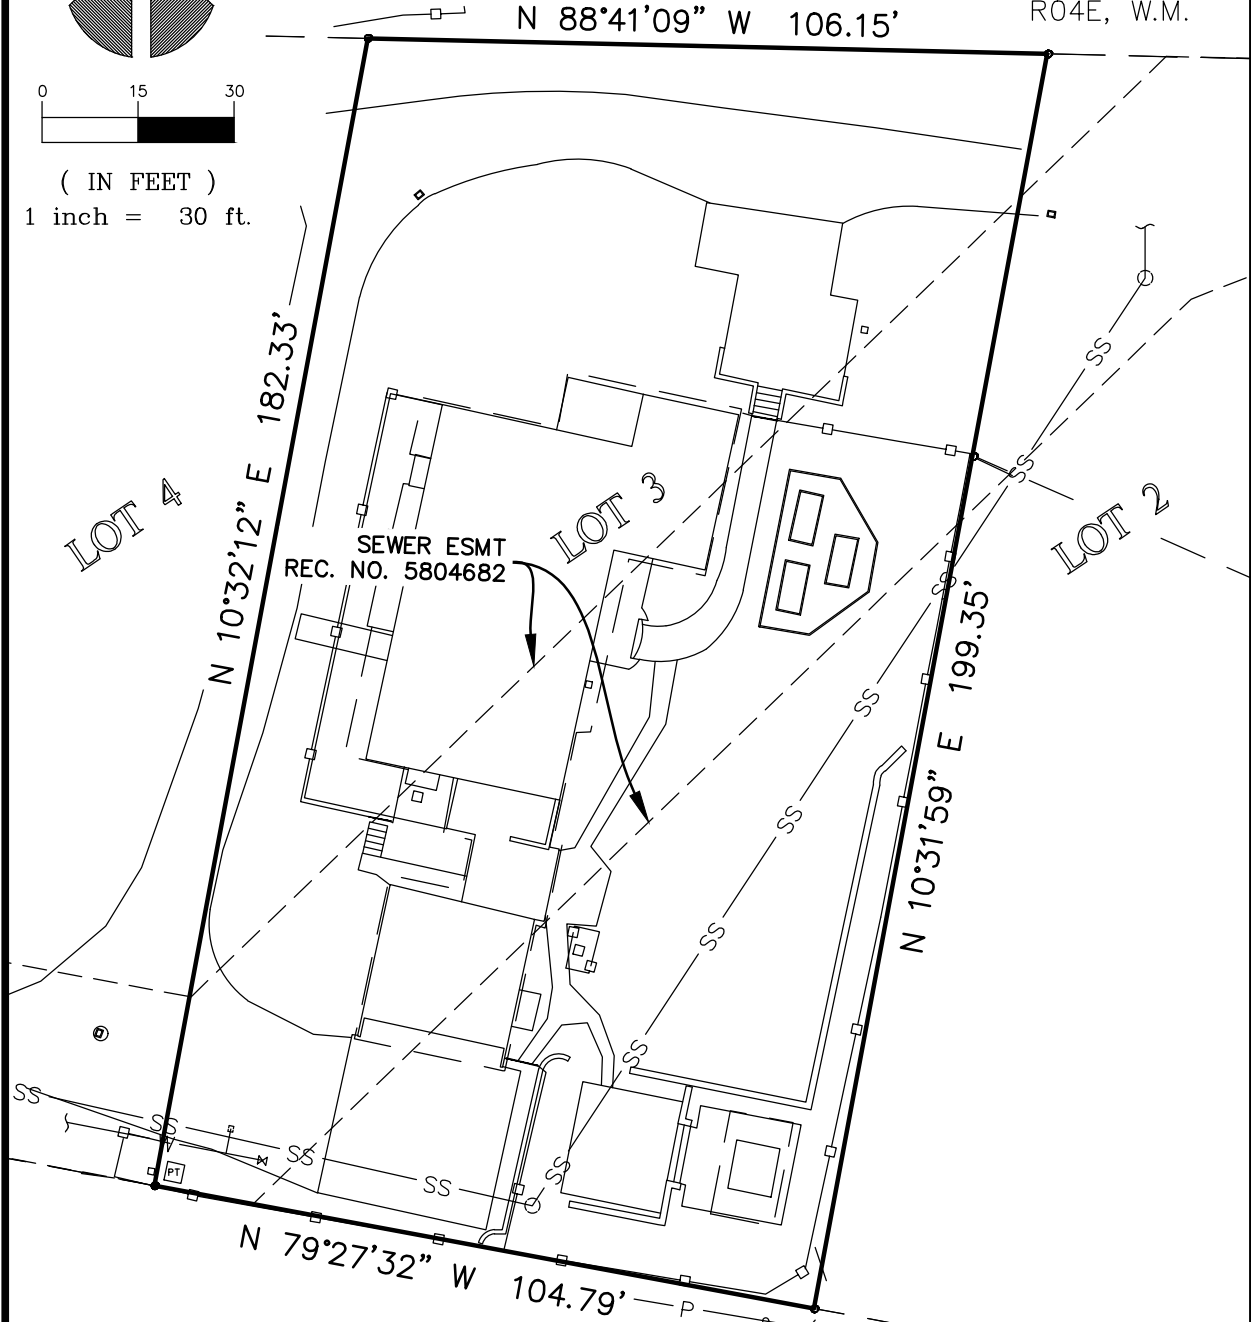 N 88°41'09" W 106.15'
R04E, W.M.
0 15 30
( IN FEET )
1 inch = 30 ft.
N 10°32'12" E 182.33'
SS
LOT 4
LOT 3
LOT 2
SS
SEWER ESMT
REC. NO. 5804682
SS
SS
N 10°31'59" E 199.35'
SS
SS
SS
SS
SS
SS
SS
SS
PT
N 79°27'32" W 104.79'
P